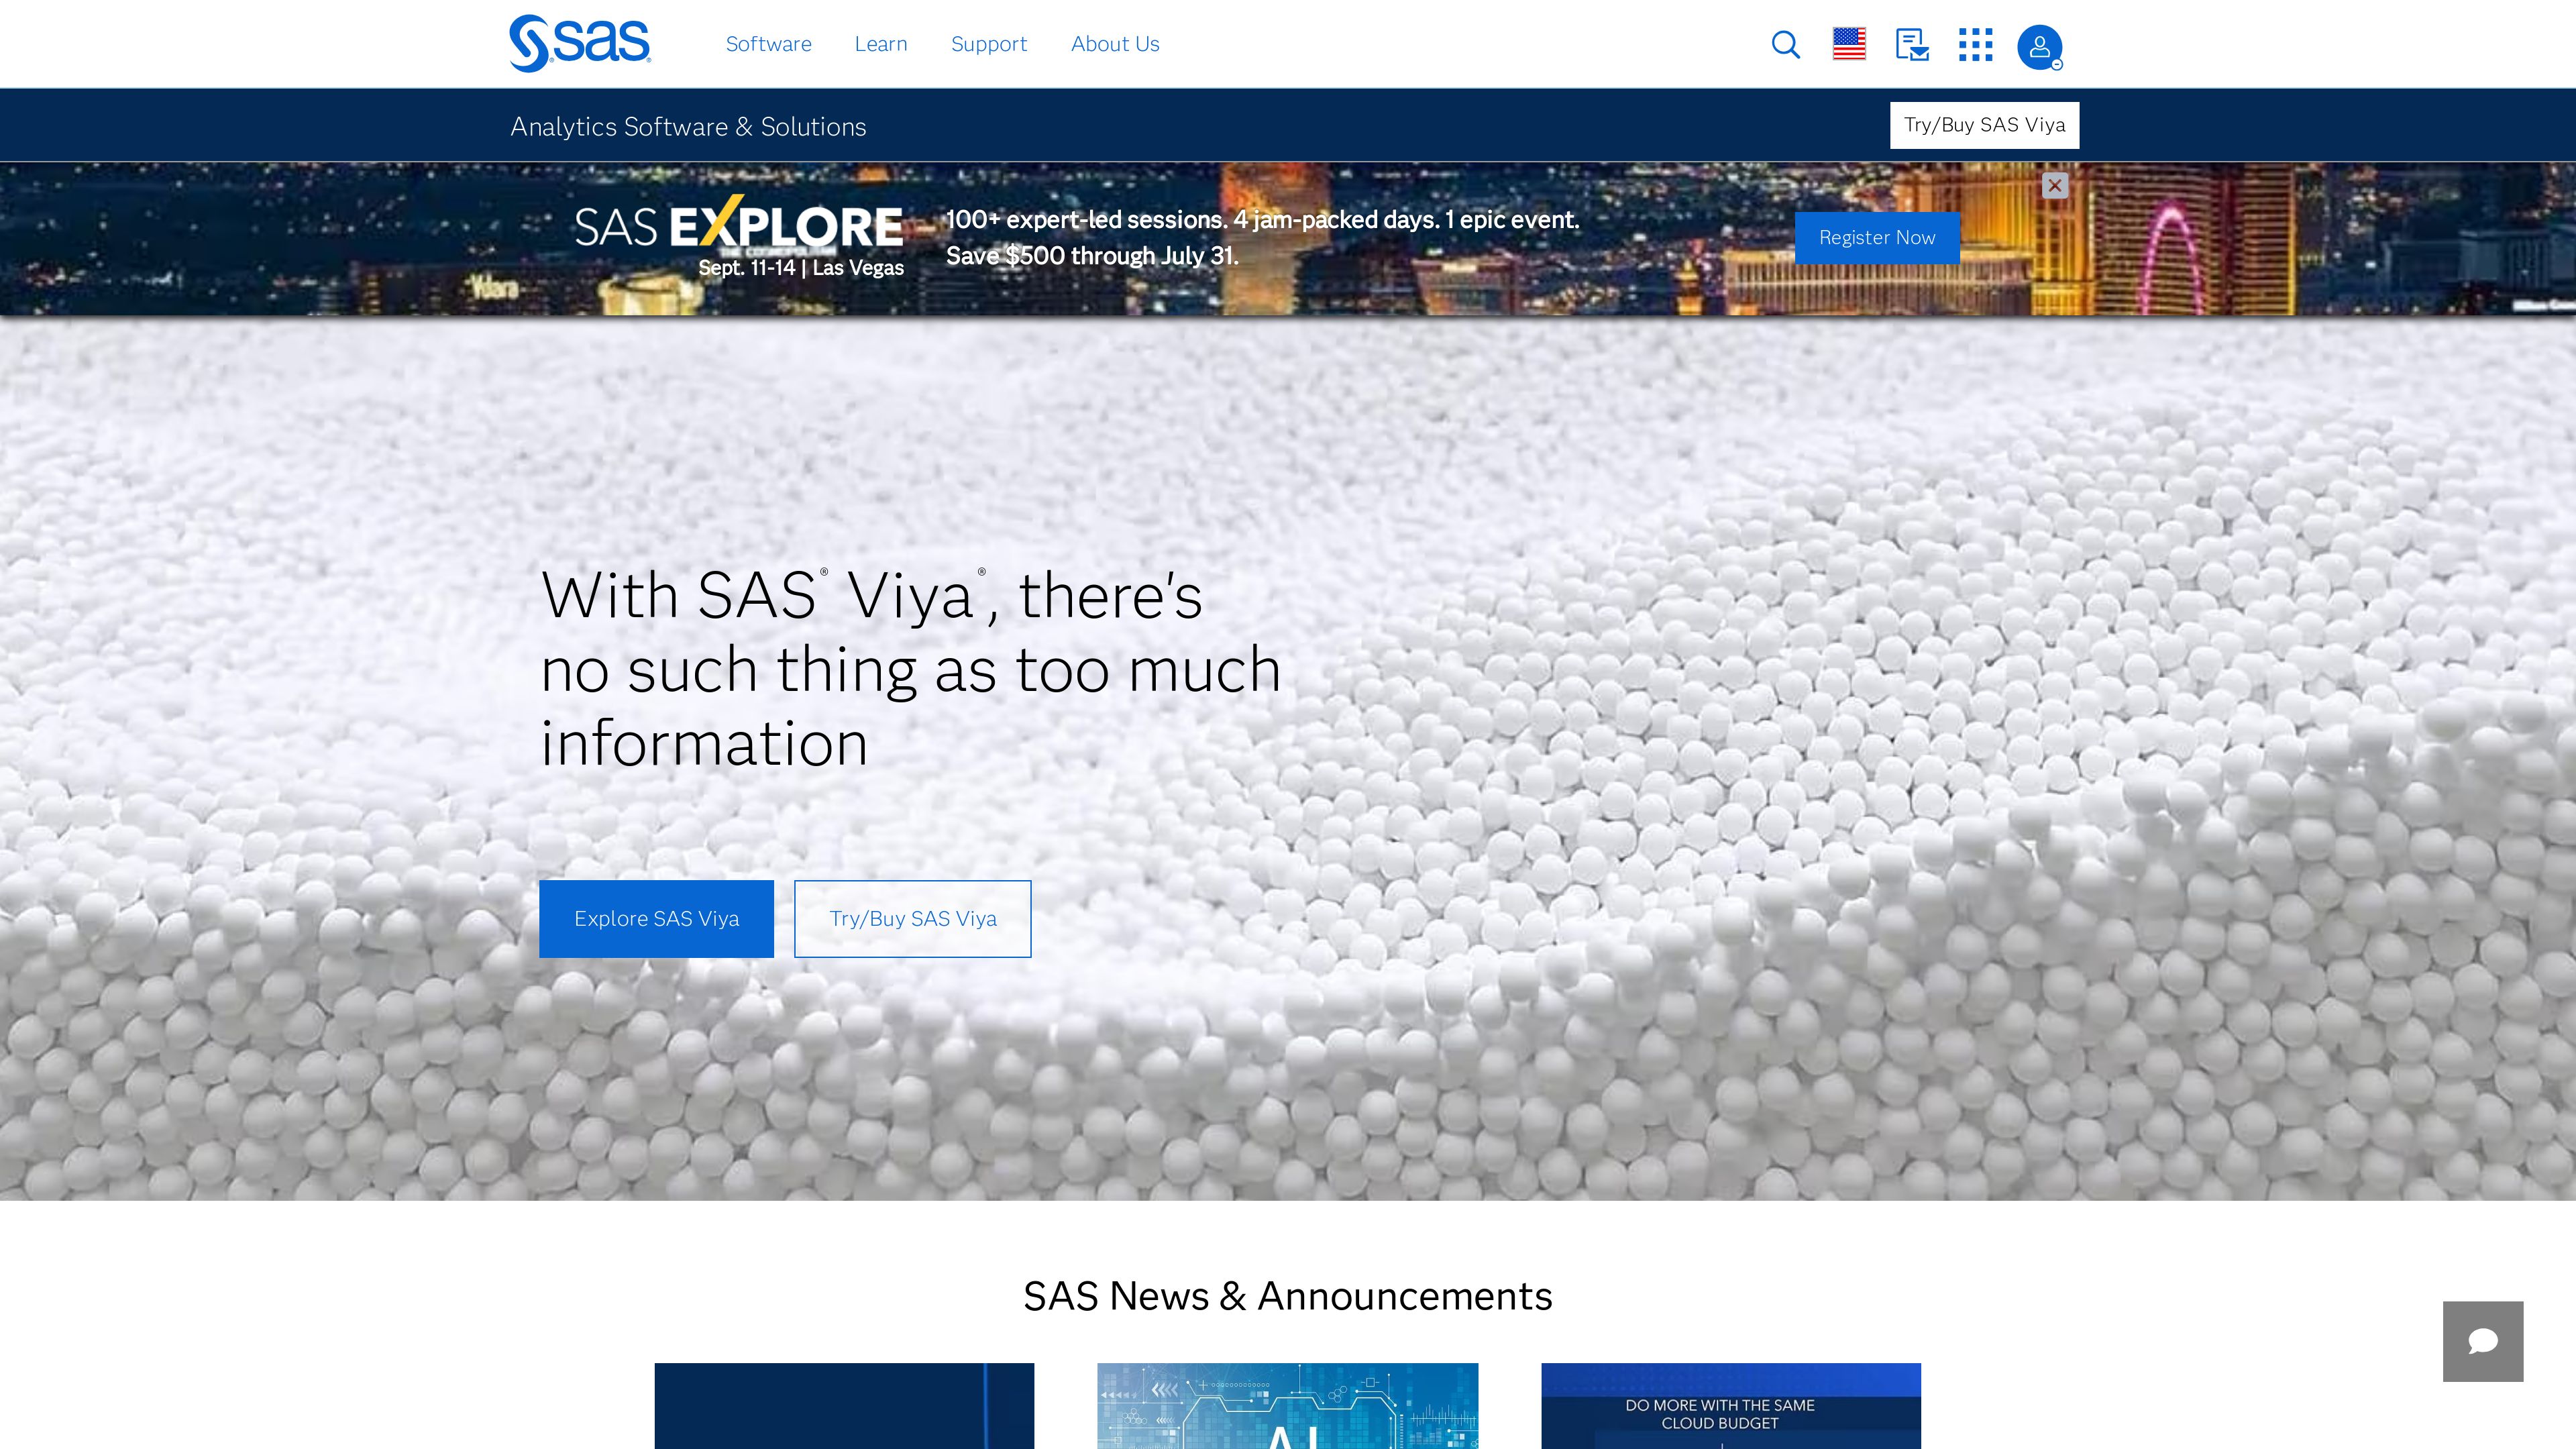 sas
Software
Learn
Support
About Us
Analytics Software & Solutions
Try/Buy SAS Viya
SAS EXPLORE
Sept. 11-14 | Las Vegas
100+ expert-led sessions. 4 jam-packed days. 1 epic event.
Save $500 through July 31.
Register Now
Vdara
With SAS® Viya®, there's
no such thing as too much
information
Explore SAS Viya
Try/Buy SAS Viya
SAS News & Announcements
AI
DO MORE WITH THE SAME
CLOUD BUDGET